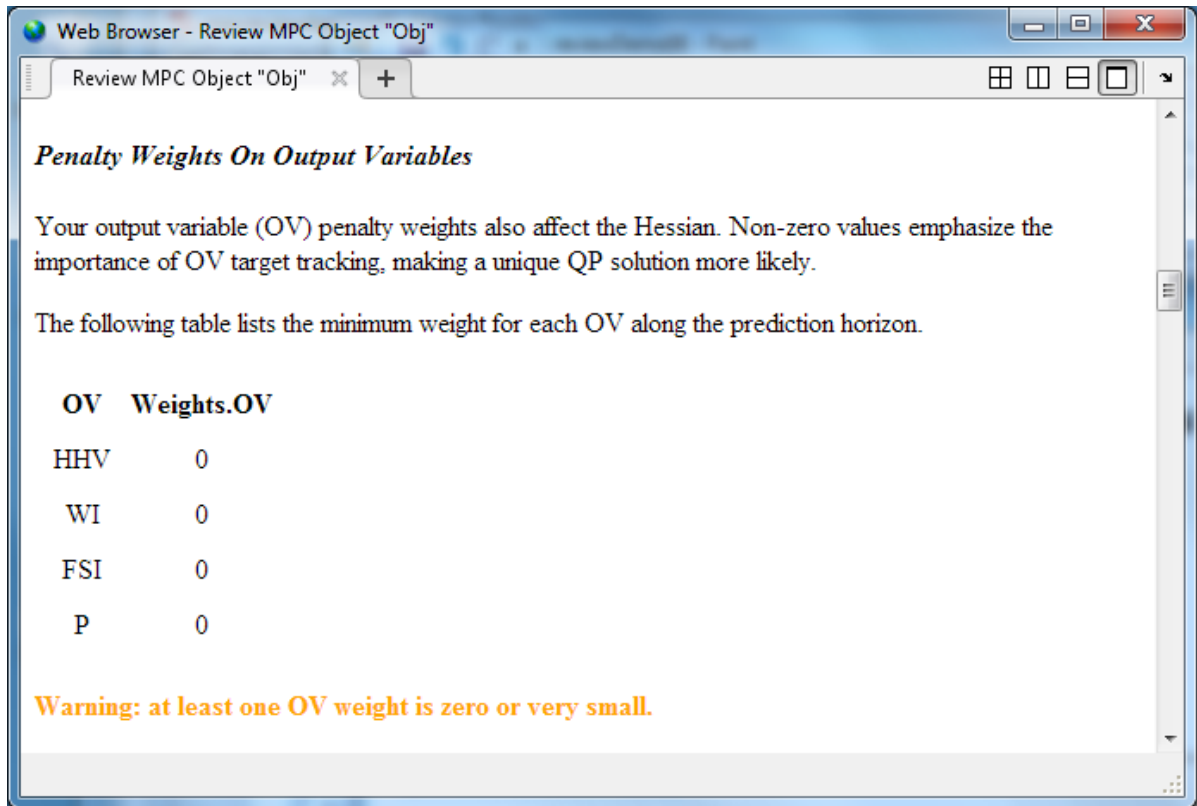 Web Browser - Review MPC Object "Obj"
Review MPC Object "Obj"
Penalty Weights On Output Variables
Your output variable (OV) penalty weights also affect the Hessian. Non-zero values emphasize the
importance of OV target tracking, making a unique QP solution more likely.
The following table lists the minimum weight for each OV along the prediction horizon.
OV Weights.OV
HHV 0
WI 0
FSI 0
P 0
Warning: at least one OV weight is zero or very small.